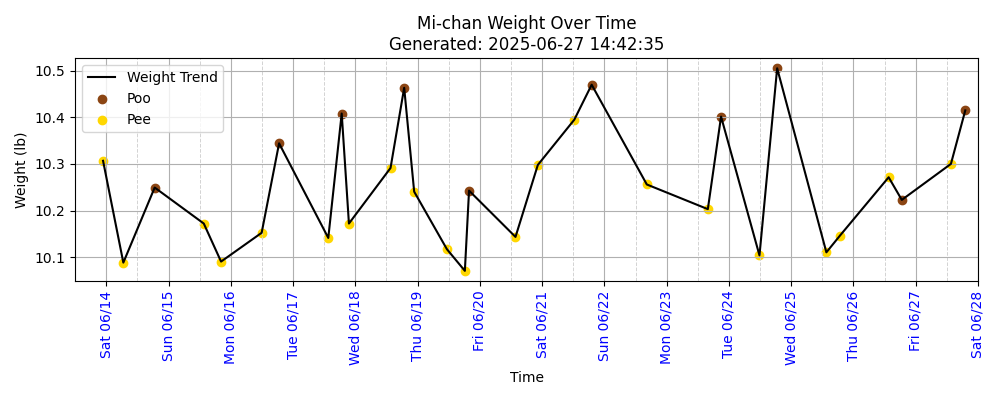 Mi-chan Weight Over Time
Generated: 2025-06-27 14:42:35
Weight Trend
Poo
Pee
Weight (lb)
10.5
10.4
10.3
10.2
10.1
Sat 06/14
Sun 06/15
Mon 06/16
Tue 06/17
Wed 06/18
Thu 06/19
Fri 06/20
Sat 06/21
Sun 06/22
Mon 06/23
Tue 06/24
Wed 06/25
Thu 06/26
Fri 06/27
Sat 06/28
Time